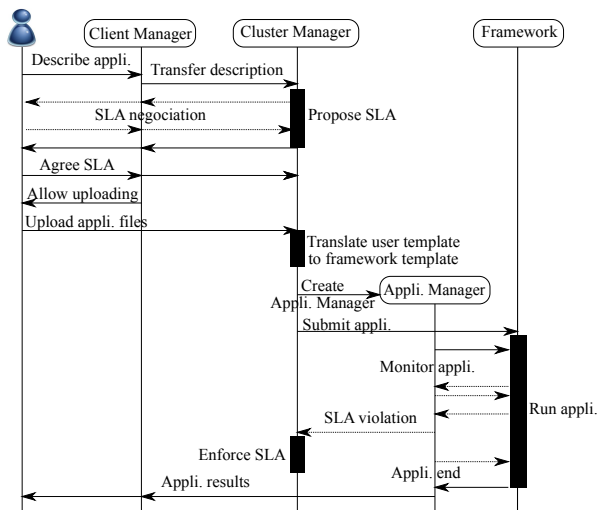 Client Manager
Cluster Manager
Framework
Describe appli.
Transfer description
SLA negociation
Propose SLA
Agree SLA
Allow uploading
Upload appli. files
Translate user template
to framework template
Create
Appli. Manager
Appli. Manager
Submit appli.
Monitor appli.
Run appli.
SLA violation
Enforce SLA
Appli. end
Appli. results